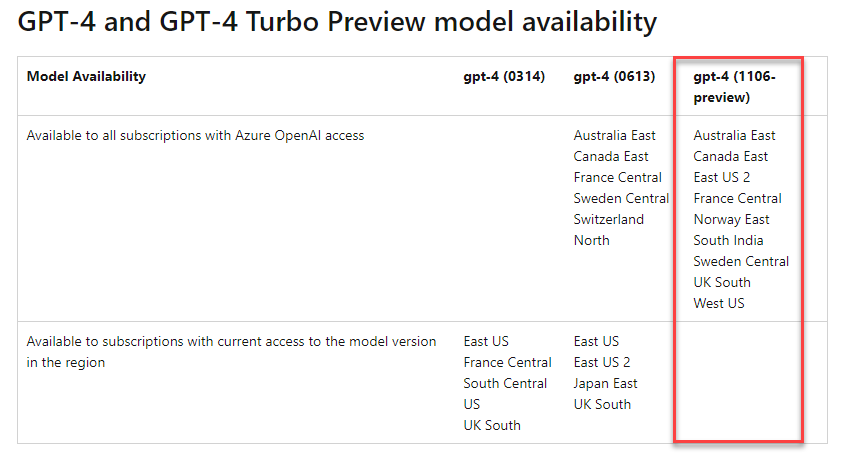 GPT-4 and GPT-4 Turbo Preview model availability
Model Availability
gpt-4 (0314)
gpt-4 (0613)
gpt-4 (1106-
preview)
Available to all subscriptions with Azure OpenAI access
Australia East
Canada East
France Central
Sweden Central
Switzerland
North
Australia East
Canada East
East US 2
France Central
Norway East
South India
Sweden Central
UK South
West US
Available to subscriptions with current access to the model version
in the region
East US
France Central
South Central
US
UK South
East US
East US 2
Japan East
UK South